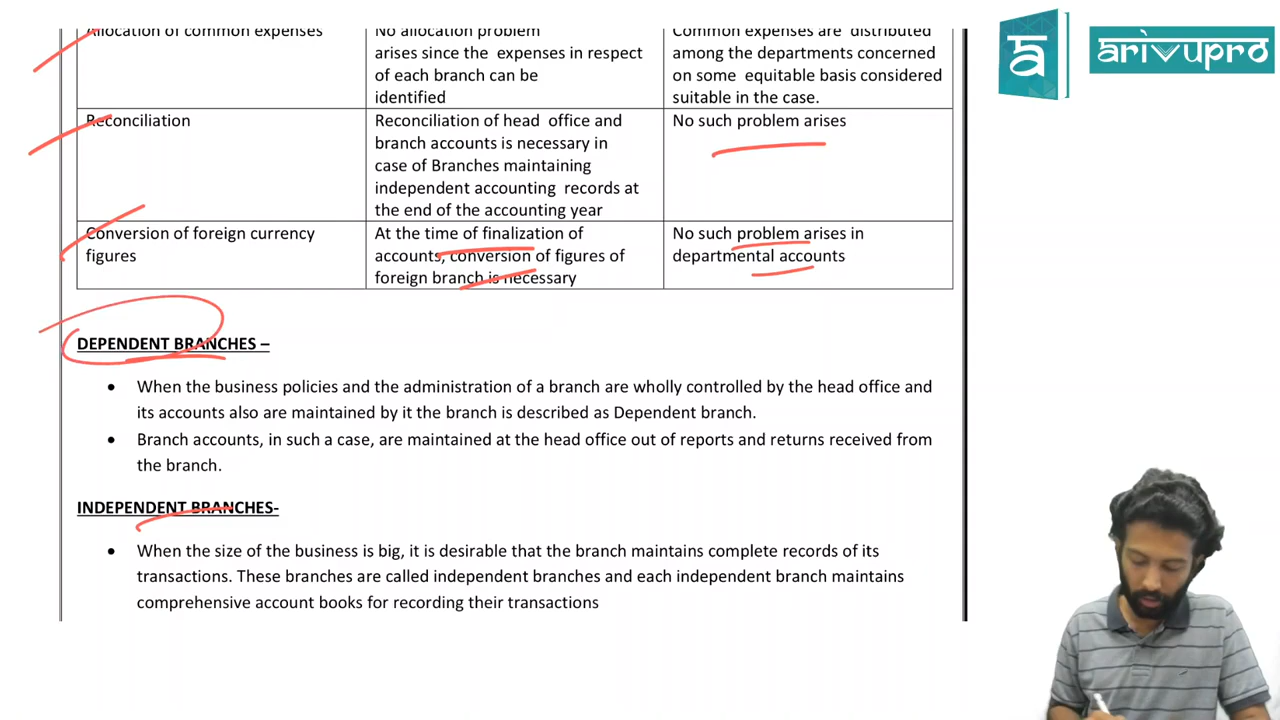 Allocation of common expenses
No allocation problem
arises since the expenses in respect
of each branch can be
identified
Common expenses are distributed
among the departments concerned
on some equitable basis considered
suitable in the case.
Reconciliation
Reconciliation of head office and
branch accounts is necessary in
case of Branches maintaining
independent accounting records at
the end of the accounting year
No such problem arises
Conversion of foreign currency
figures
At the time of finalization of
accounts, conversion of figures of
foreign branch is necessary
No such problem arises in
departmental accounts
DEPENDENT BRANCHES –
• When the business policies and the administration of a branch are wholly controlled by the head office and
its accounts also are maintained by it the branch is described as Dependent branch.
• Branch accounts, in such a case, are maintained at the head office out of reports and returns received from
the branch.
INDEPENDENT BRANCHES-
• When the size of the business is big, it is desirable that the branch maintains complete records of its
transactions. These branches are called independent branches and each independent branch maintains
comprehensive account books for recording their transactions
ARIVUPRO